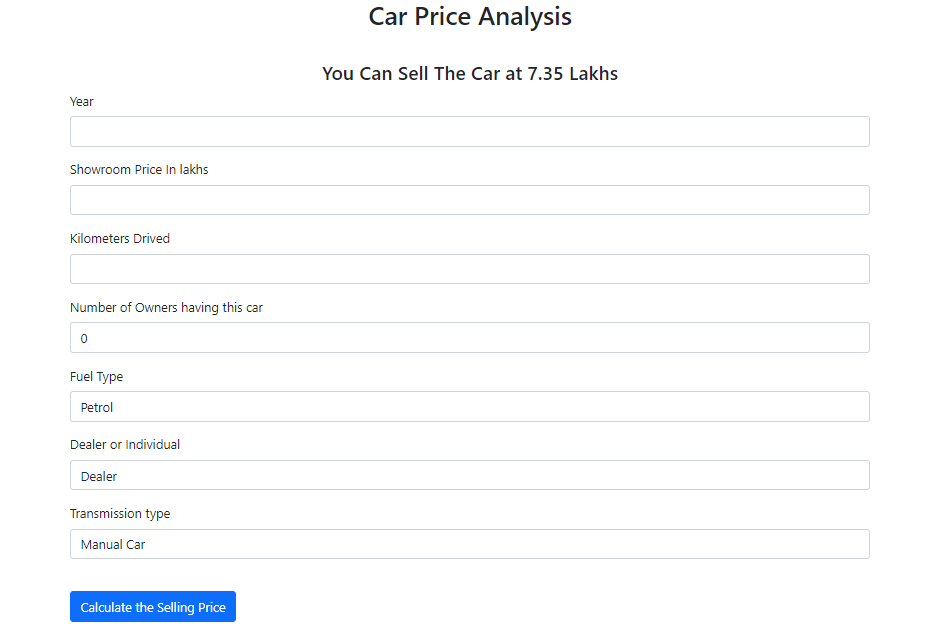 Car Price Analysis
You Can Sell The Car at 7.35 Lakhs
Year
Showroom Price In lakhs
Kilometers Drived
Number of Owners having this car
0
Fuel Type
Petrol
Dealer or Individual
Dealer
Transmission type
Manual Car
Calculate the Selling Price